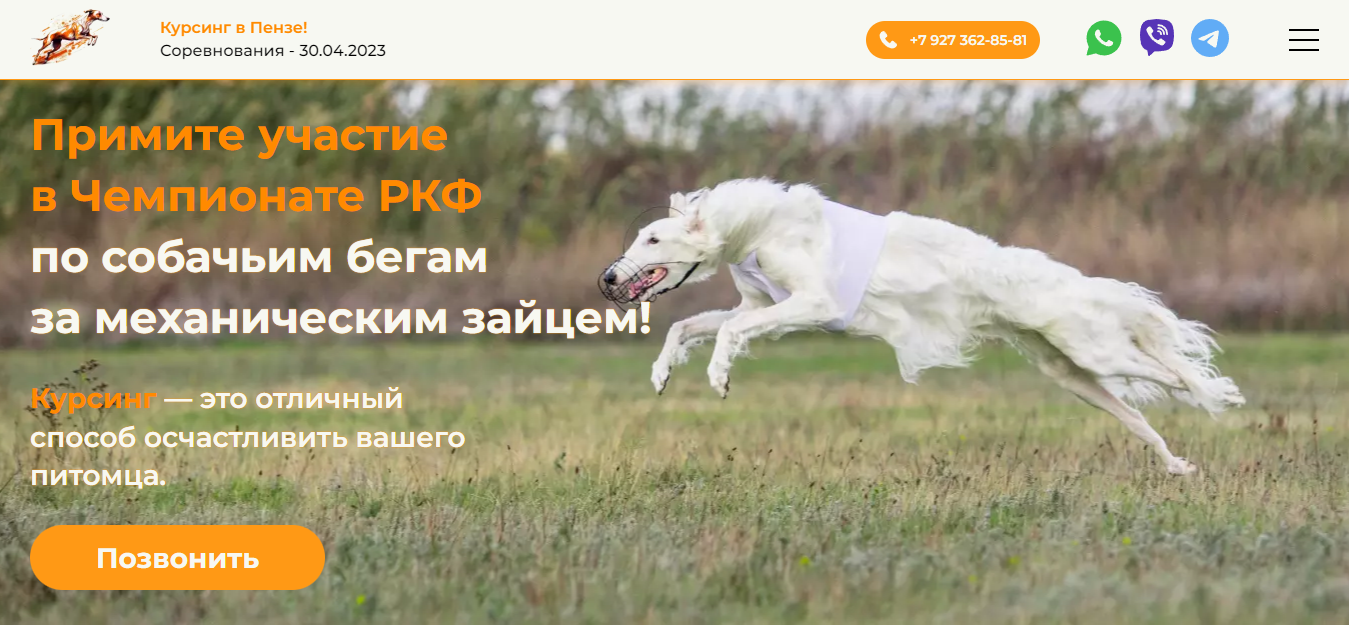 Курсинг в Пензе!
Соревнования - 30.04.2023
+7 927 362-85-81
Примите участие
в Чемпионате РКФ
по собачьим бегам
за механическим зайцем!
Курсинг — это отличный
способ осчастливить вашего
питомца.
Позвонить